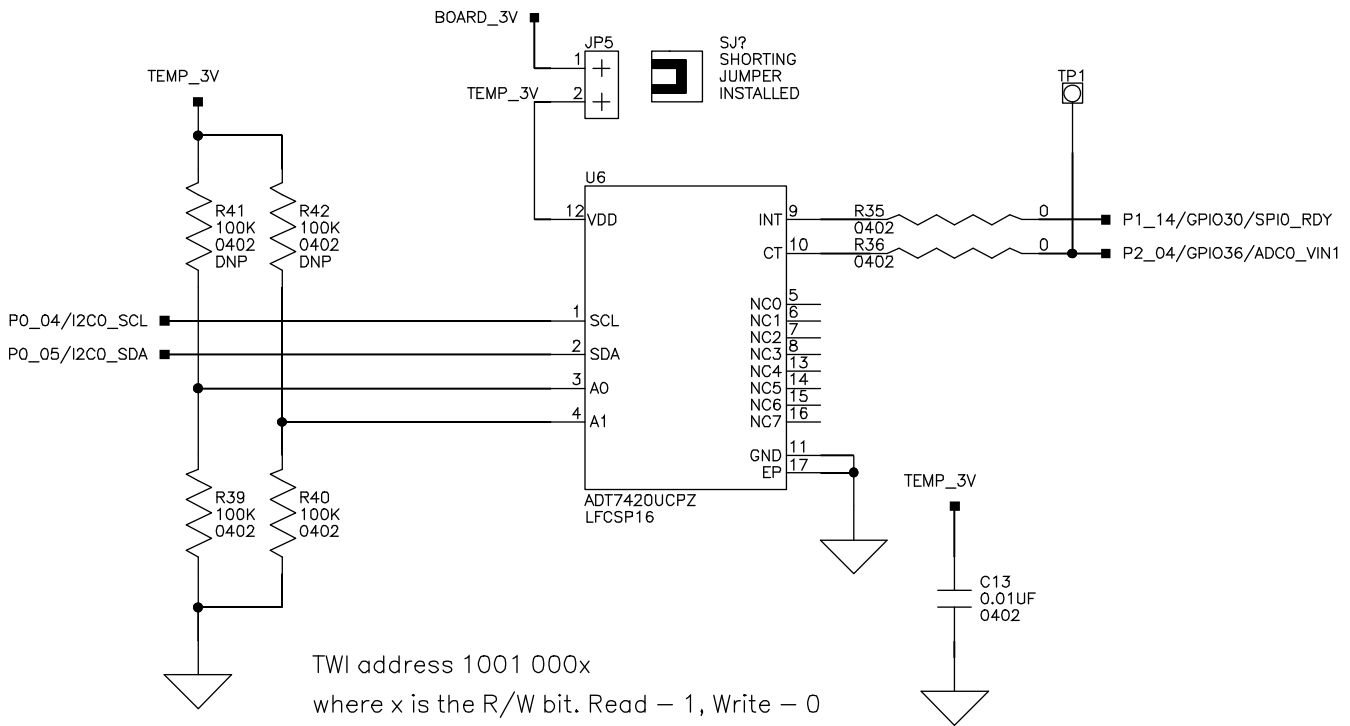 BOARD_3V
JP5
1
2
TEMP_3V
SJ?
SHORTING
JUMPER
INSTALLED
TEMP_3V
TP1
R41
100K
0402
DNP
R42
100K
0402
DNP
U6
12 VDD
INT 9
CT 10
R35
0402
0
P1_14/GPIO30/SPI0_RDY
R36
0402
0
P2_04/GPIO36/ADC0_VIN1
P0_04/I2C0_SCL
1 SCL
P0_05/I2C0_SDA
2 SDA
3 A0
4 A1
NC0 5
NC1 6
NC2 7
NC3 8
NC4 13
NC5 14
NC6 15
NC7 16
GND 11
EP 17
ADT7420UCPZ
LFCSP16
R39
100K
0402
R40
100K
0402
TEMP_3V
C13
0.01UF
0402
TWI address 1001 000x
where x is the R/W bit. Read – 1, Write – 0